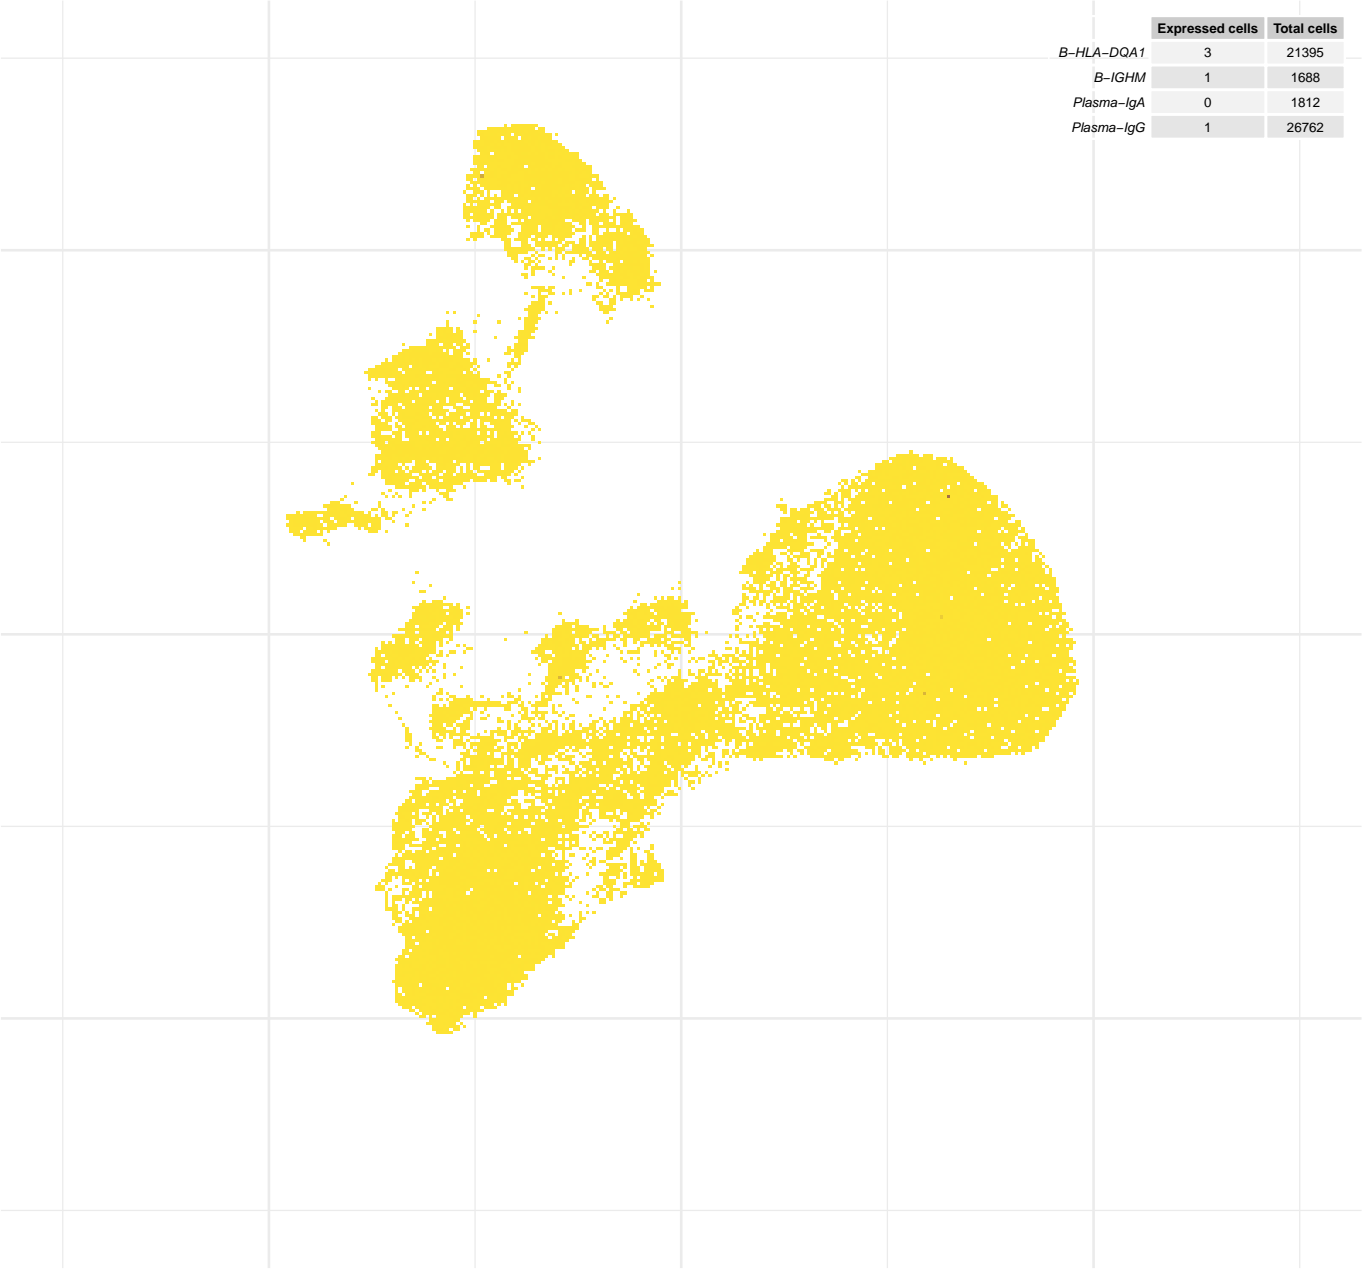 Expressed cells Total cells
B−HLA−DQA1 3 21395
B−IGHM 1 1688
Plasma−IgA 0 1812
Plasma−IgG 1 26762